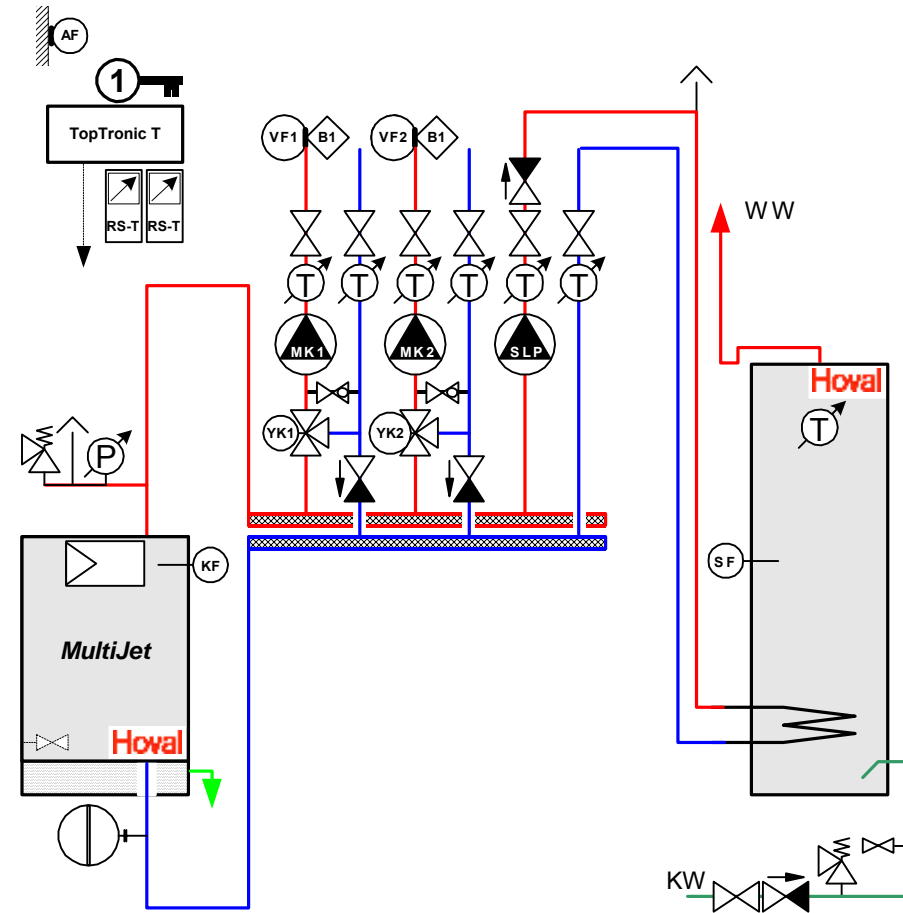 AF
1
TopTronic T
RS-T RS-T
VF1 B1 VF2 B1
WW
T T T T T T
MK1 MK2 SLP
Hoval
T
YK1 YK2
P
KF
SF
MultiJet
Hoval
KW